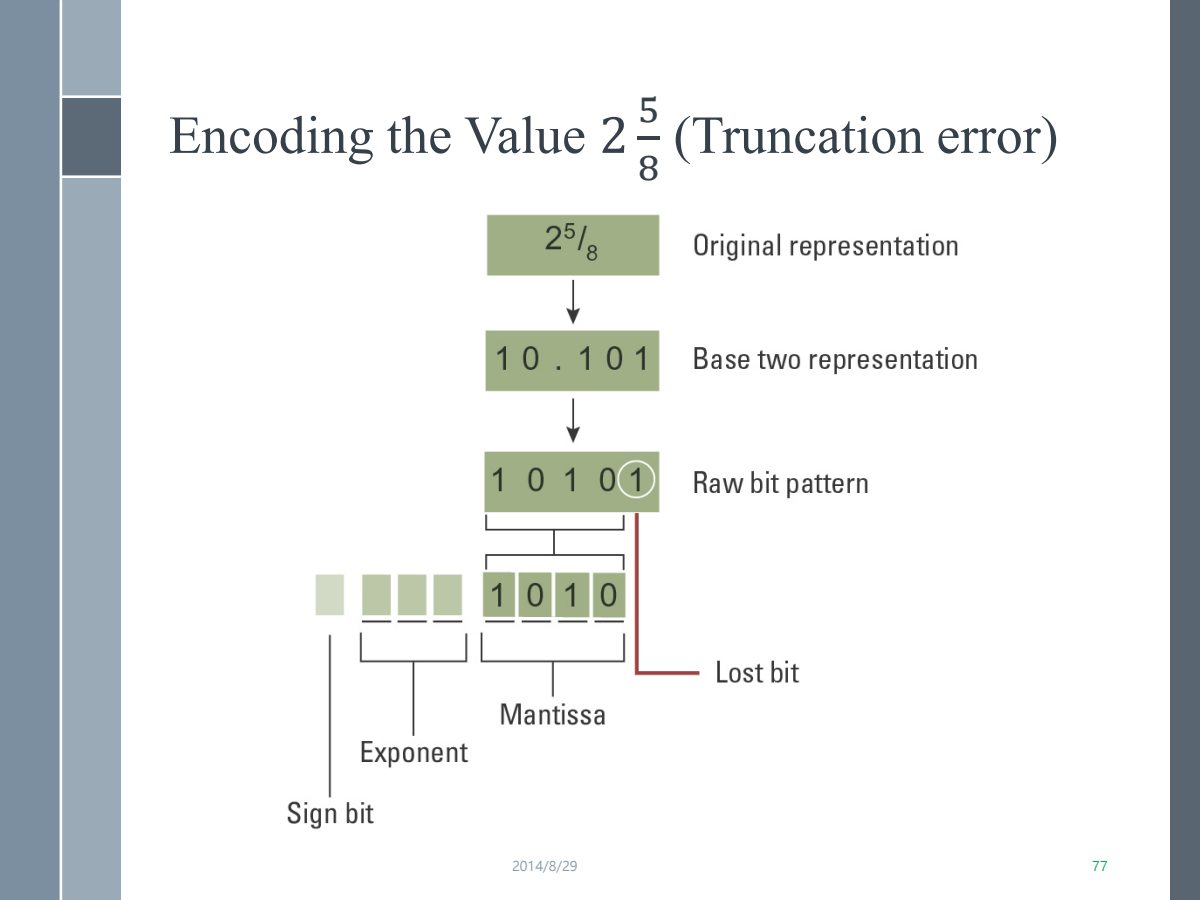 Encoding the Value 2 5/8 (Truncation error)
2 5/8 Original representation
1 0 . 1 0 1 Base two representation
1 0 1 0 1 Raw bit pattern
1 0 1 0
Lost bit
Mantissa
Exponent
Sign bit
2014/8/29 77